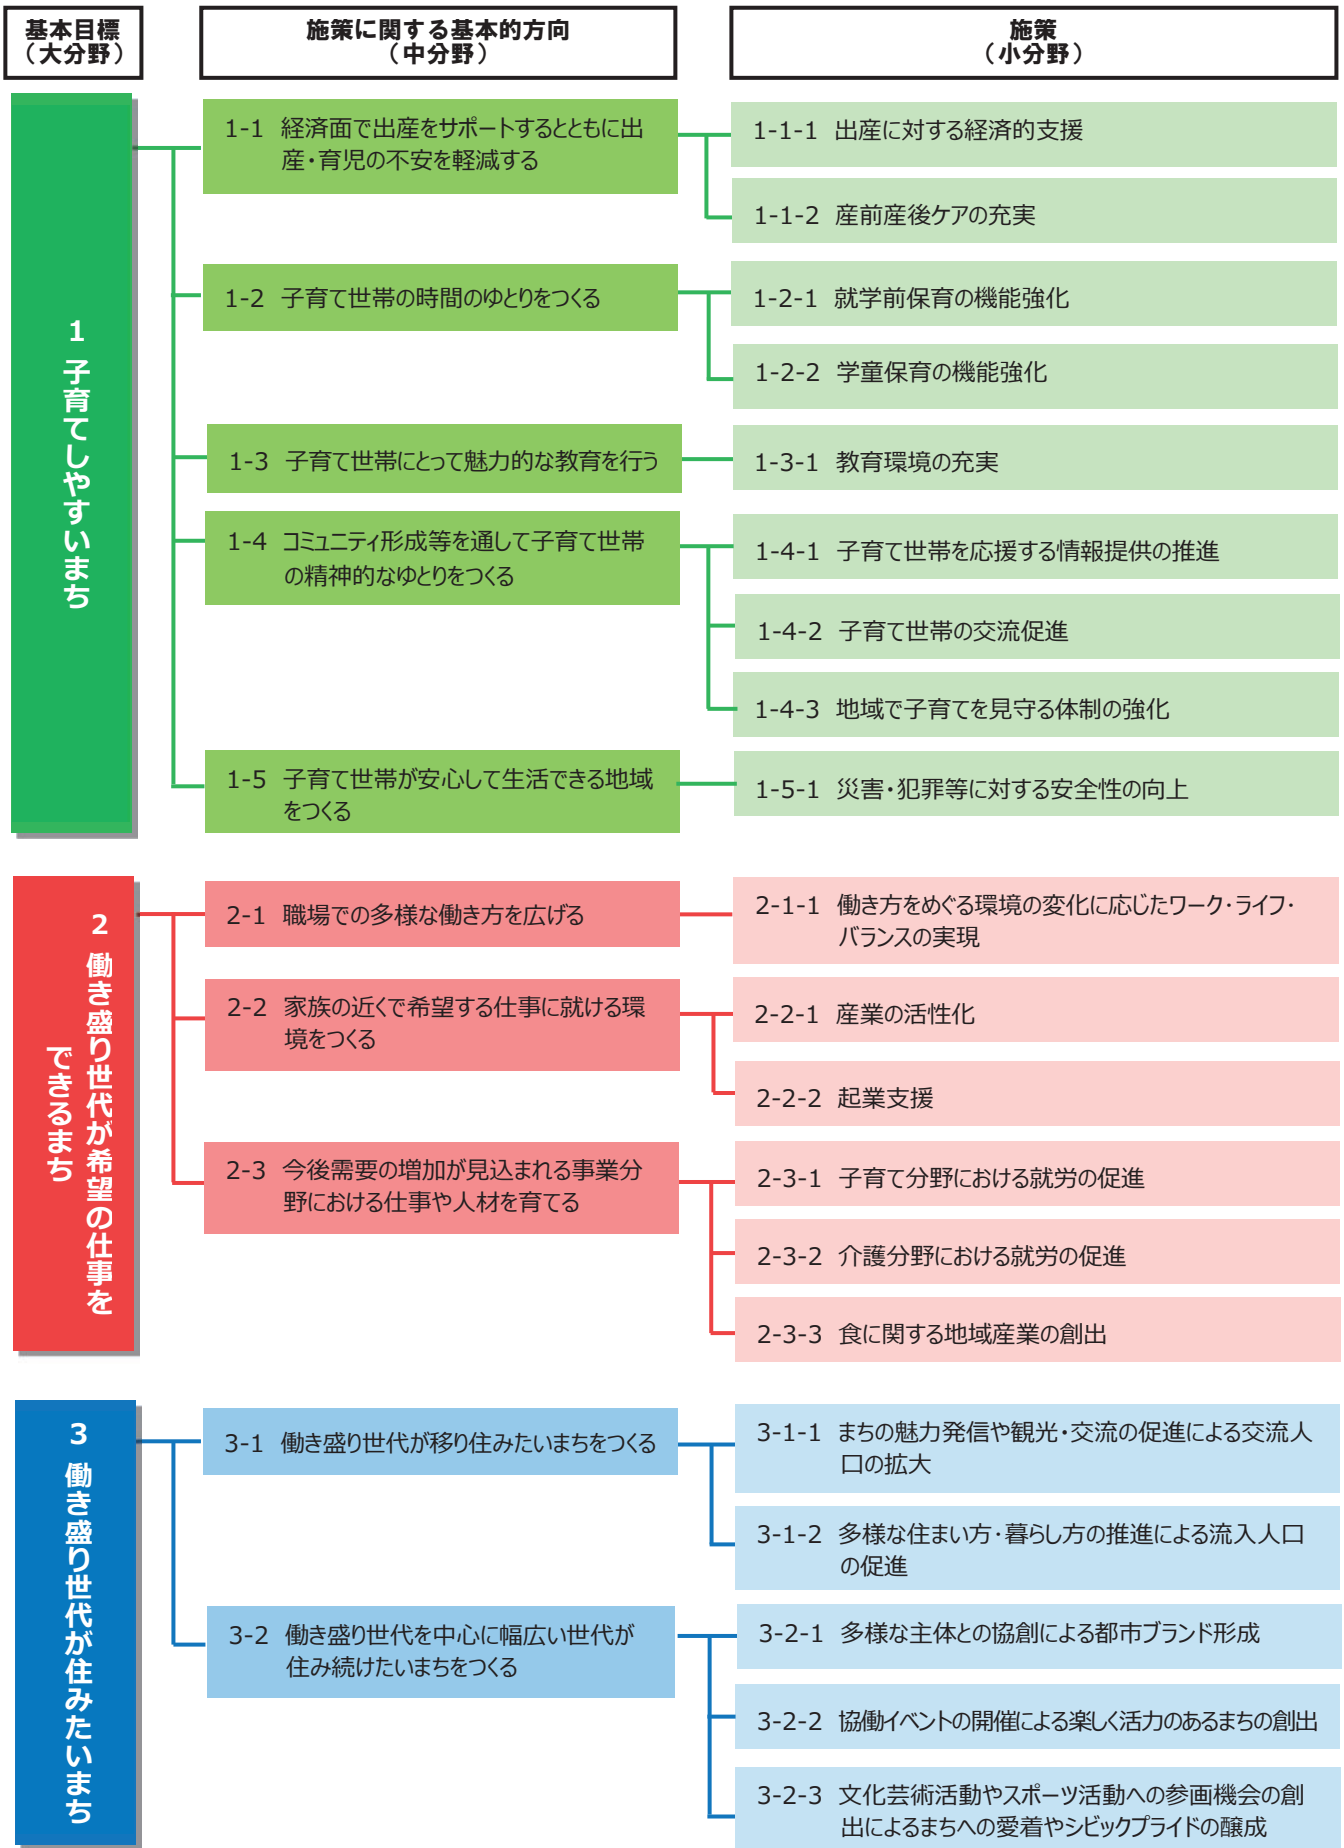 基本目標
（大分野）
施策に関する基本的方向
（中分野）
施策
（小分野）
1 子育てしやすいまち
1-1 経済面で出産をサポートするとともに出
産・育児の不安を軽減する
1-1-1 出産に対する経済的支援
1-1-2 産前産後ケアの充実
1-2 子育て世帯の時間のゆとりをつくる
1-2-1 就学前保育の機能強化
1-2-2 学童保育の機能強化
1-3 子育て世帯にとって魅力的な教育を行う
1-3-1 教育環境の充実
1-4 コミュニティ形成等を通して子育て世帯
の精神的なゆとりをつくる
1-4-1 子育て世帯を応援する情報提供の推進
1-4-2 子育て世帯の交流促進
1-4-3 地域で子育てを見守る体制の強化
1-5 子育て世帯が安心して生活できる地域
をつくる
1-5-1 災害・犯罪等に対する安全性の向上
2 働き盛り世代が希望の仕事を
できるまち
2-1 職場での多様な働き方を広げる
2-1-1 働き方をめぐる環境の変化に応じたワーク・ライフ・
バランスの実現
2-2 家族の近くで希望する仕事に就ける環
境をつくる
2-2-1 産業の活性化
2-2-2 起業支援
2-3 今後需要の増加が見込まれる事業分
野における仕事や人材を育てる
2-3-1 子育て分野における就労の促進
2-3-2 介護分野における就労の促進
2-3-3 食に関する地域産業の創出
3 働き盛り世代が住みたいまち
3-1 働き盛り世代が移り住みたいまちをつくる
3-1-1 まちの魅力発信や観光・交流の促進による交流人
口の拡大
3-1-2 多様な住まい方・暮らし方の推進による流入人口
の促進
3-2 働き盛り世代を中心に幅広い世代が
住み続けたいまちをつくる
3-2-1 多様な主体との協創による都市ブランド形成
3-2-2 協働イベントの開催による楽しく活力のあるまちの創出
3-2-3 文化芸術活動やスポーツ活動への参画機会の創
出によるまちへの愛着やシビックプライドの醸成